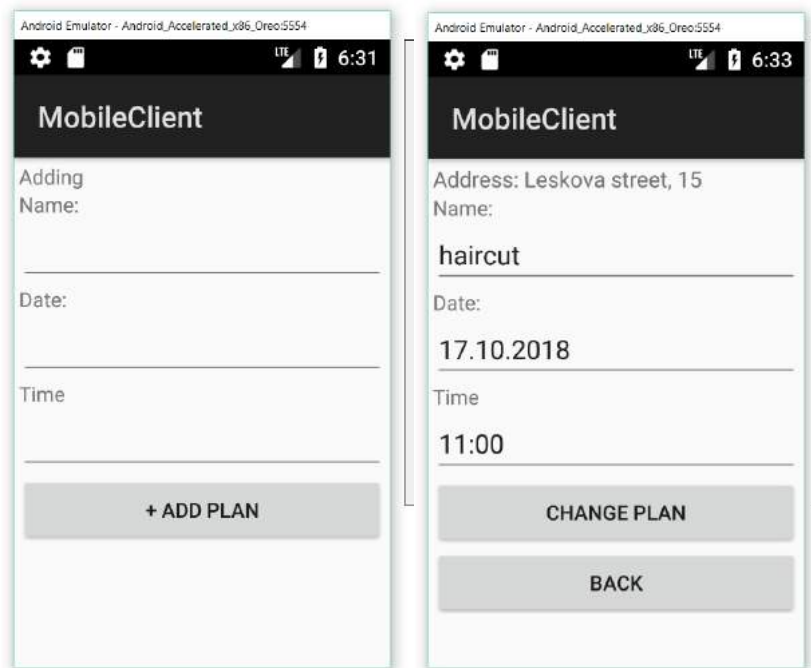 Android Emulator - Android_Accelerated_x86_Oreo:5554
LTE 6:31
MobileClient
Adding
Name:
Date:
Time
+ ADD PLAN
Android Emulator - Android_Accelerated_x86_Oreo:5554
LTE 6:33
MobileClient
Address: Leskova street, 15
Name:
haircut
Date:
17.10.2018
Time
11:00
CHANGE PLAN
BACK